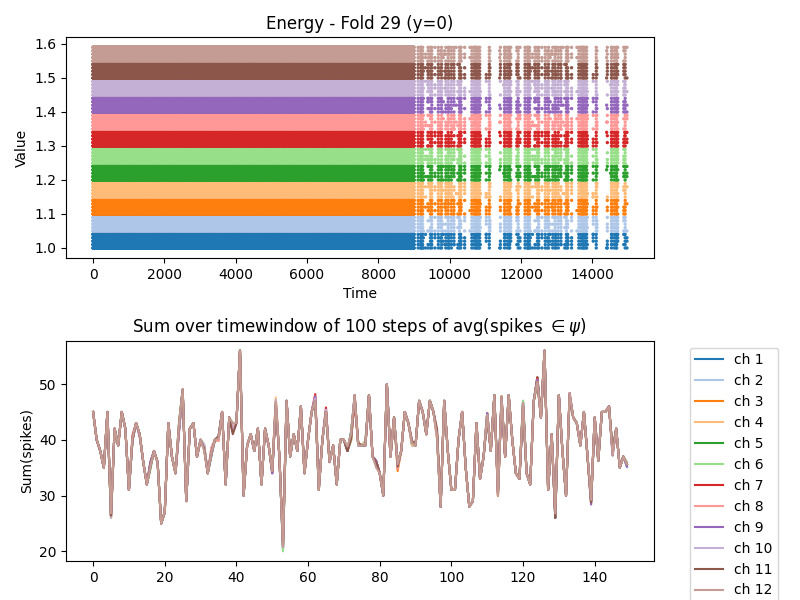 Energy - Fold 29 (y=0)
1.6
1.5
1.4
1.3
1.2
1.1
1.0
Value
0 2000 4000 6000 8000 10000 12000 14000
Time
Sum over timewindow of 100 steps of avg(spikes ∈ ψ)
50
40
30
20
Sum(spikes)
0 20 40 60 80 100 120 140
ch 1
ch 2
ch 3
ch 4
ch 5
ch 6
ch 7
ch 8
ch 9
ch 10
ch 11
ch 12